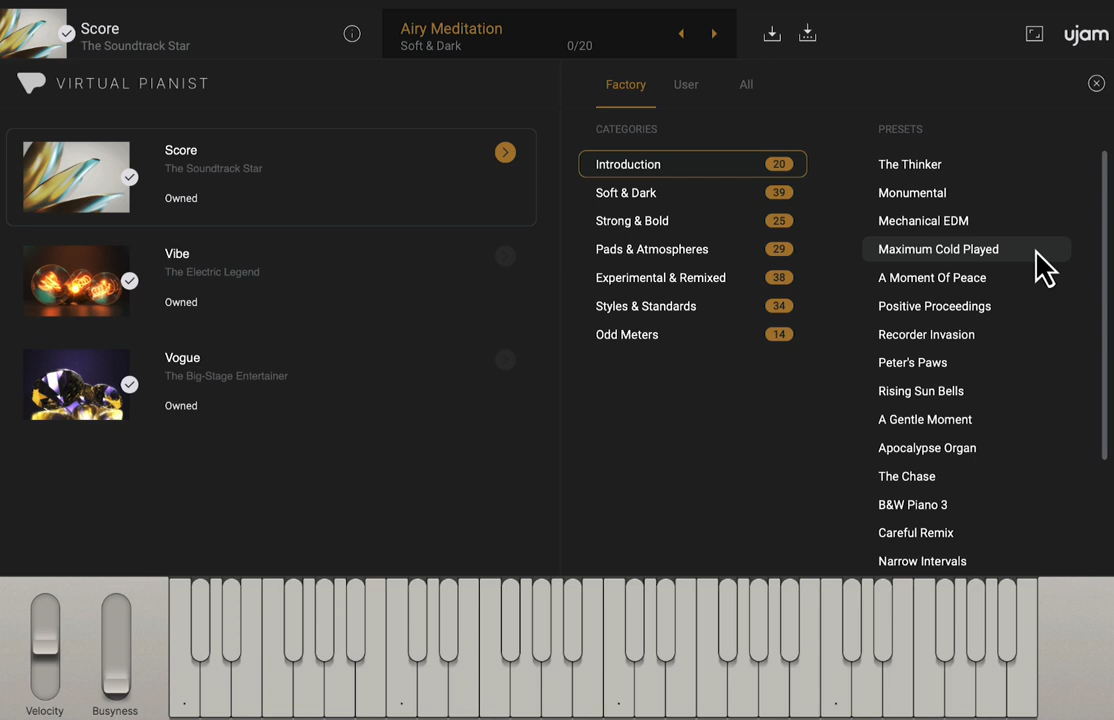 Score
The Soundtrack Star
Airy Meditation
Soft & Dark
0/20
ujam
VIRTUAL PIANIST
Score
The Soundtrack Star
Owned
Vibe
The Electric Legend
Owned
Vogue
The Big-Stage Entertainer
Owned
Factory
User
All
CATEGORIES
Introduction 20
Soft & Dark 39
Strong & Bold 25
Pads & Atmospheres 29
Experimental & Remixed 38
Styles & Standards 34
Odd Meters 14
PRESETS
The Thinker
Monumental
Mechanical EDM
Maximum Cold Played
A Moment Of Peace
Positive Proceedings
Recorder Invasion
Peter's Paws
Rising Sun Bells
A Gentle Moment
Apocalypse Organ
The Chase
B&W Piano 3
Careful Remix
Narrow Intervals
Velocity
Busyness